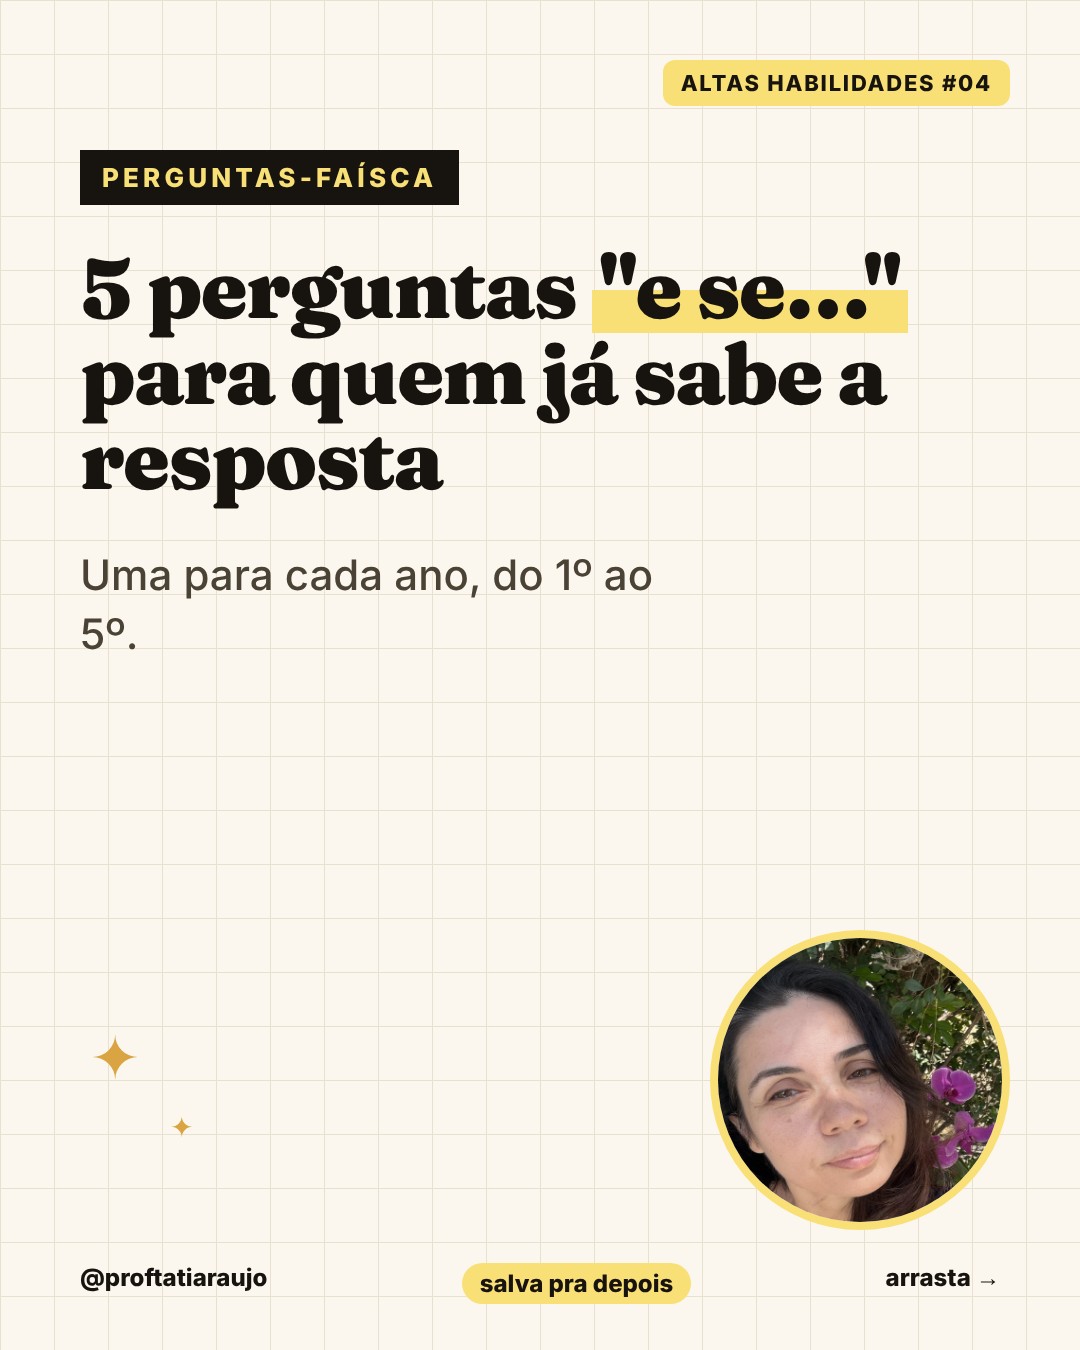 ALTAS HABILIDADES #04
PERGUNTAS-FAÍSCA
5 perguntas "e se..."
para quem já sabe a
resposta
Uma para cada ano, do 1º ao
5º.
@proftatiaraujo
salva pra depois
arrasta →